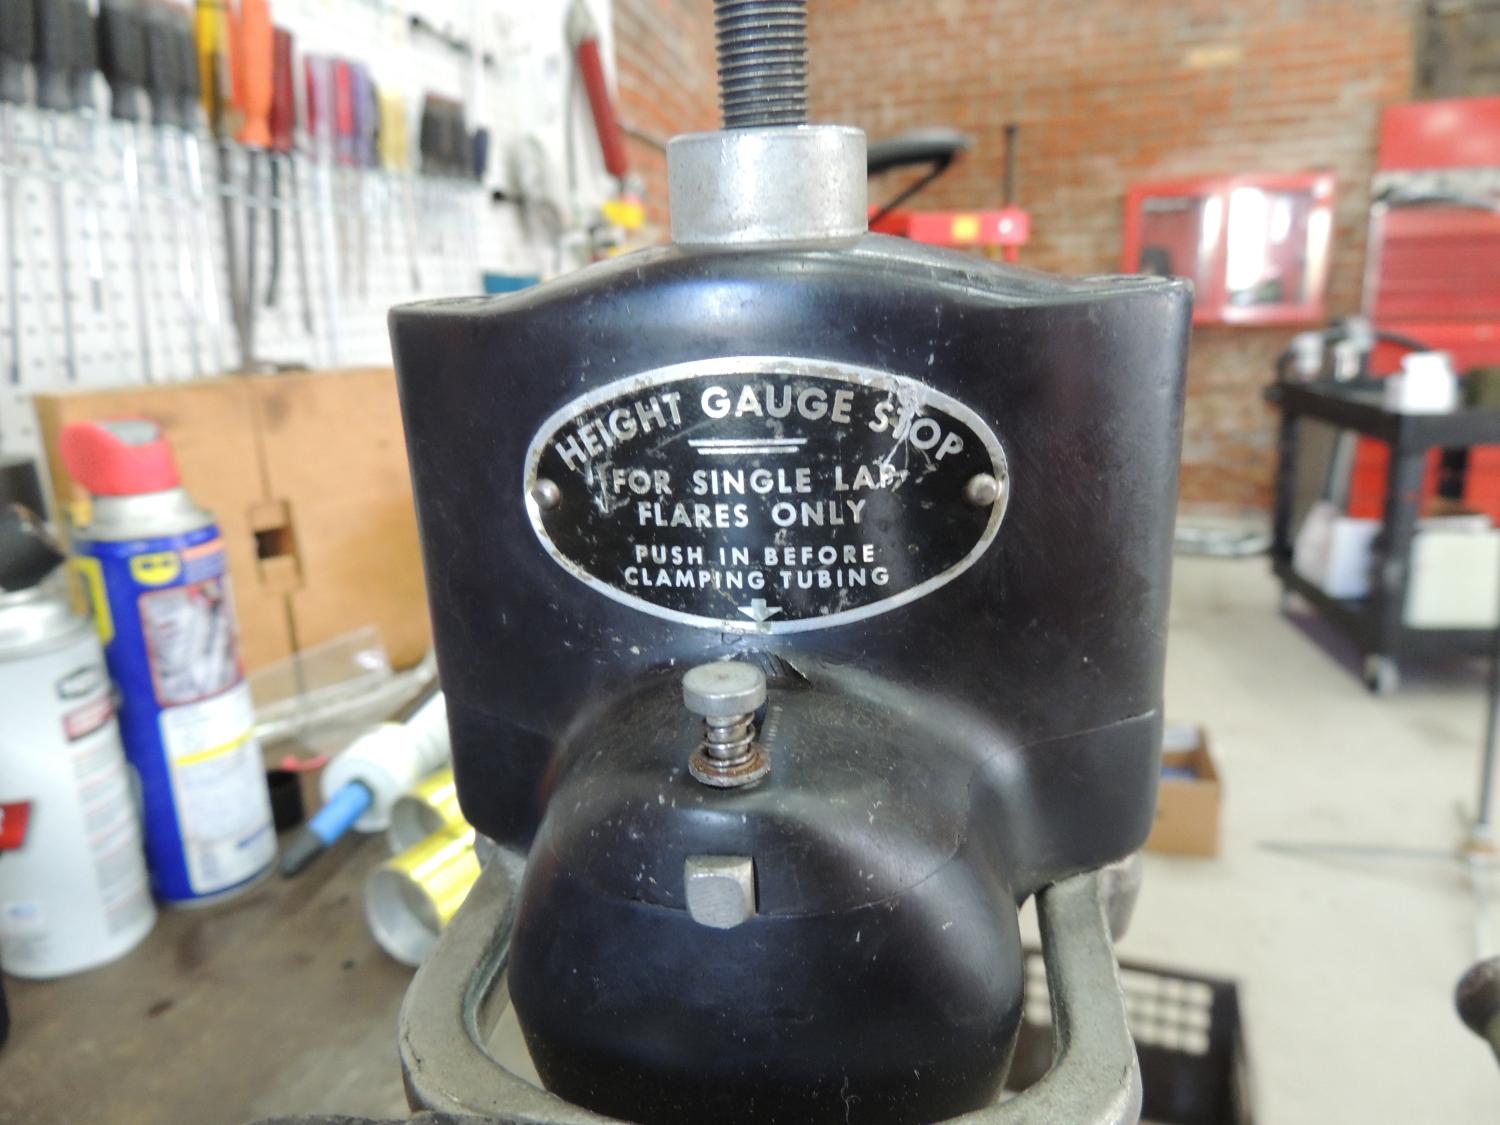 HEIGHT GAUGE STOP
FOR SINGLE LAP
FLARES ONLY
PUSH IN BEFORE
CLAMPING TUBING